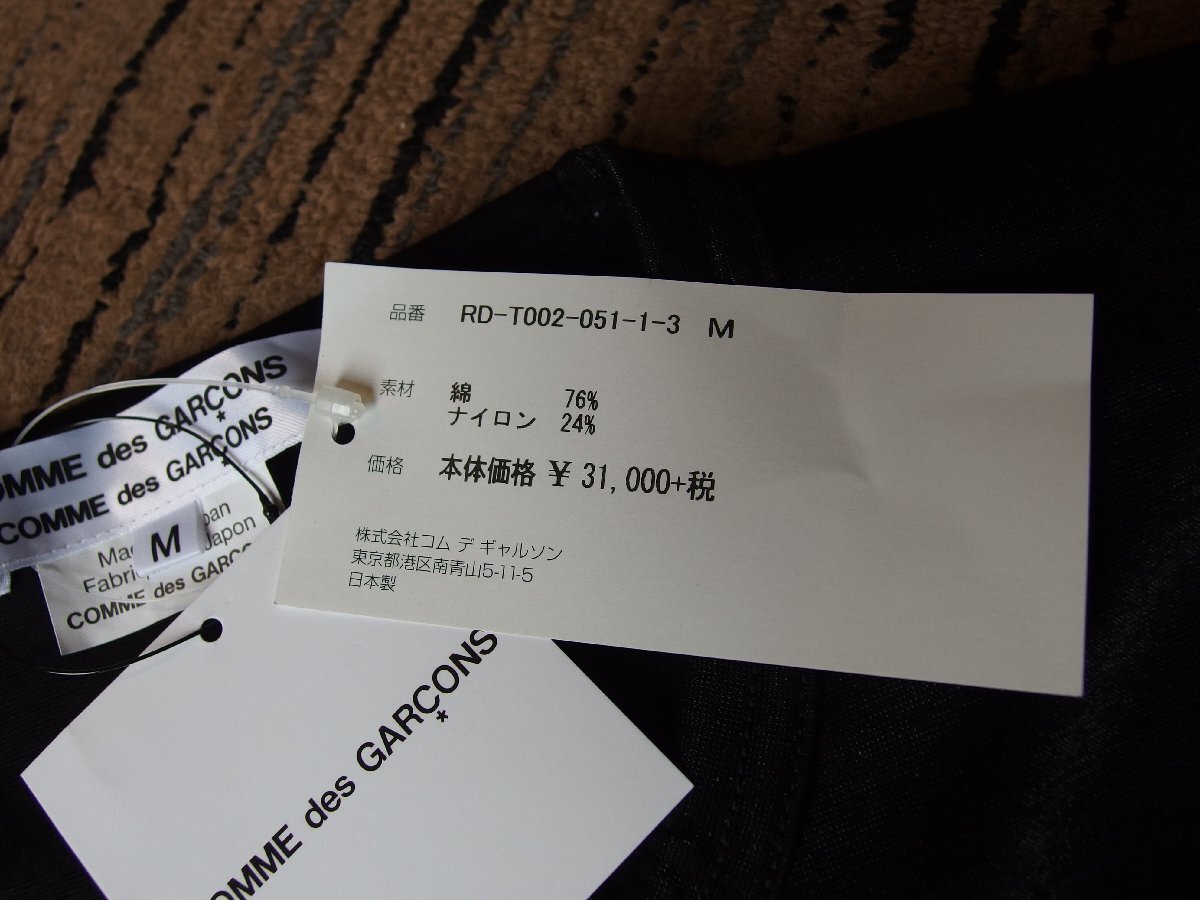 品番 RD-T002-051-1-3 M
素材 綿 76%
ナイロン 24%
価格 本体価格 ¥ 31,000+税
株式会社コム デ ギャルソン
東京都港区南青山5-11-5
日本製
COMME des GARÇONS
COMME des GARÇONS
M
Japon
COMME des GARÇONS
des GARÇONS